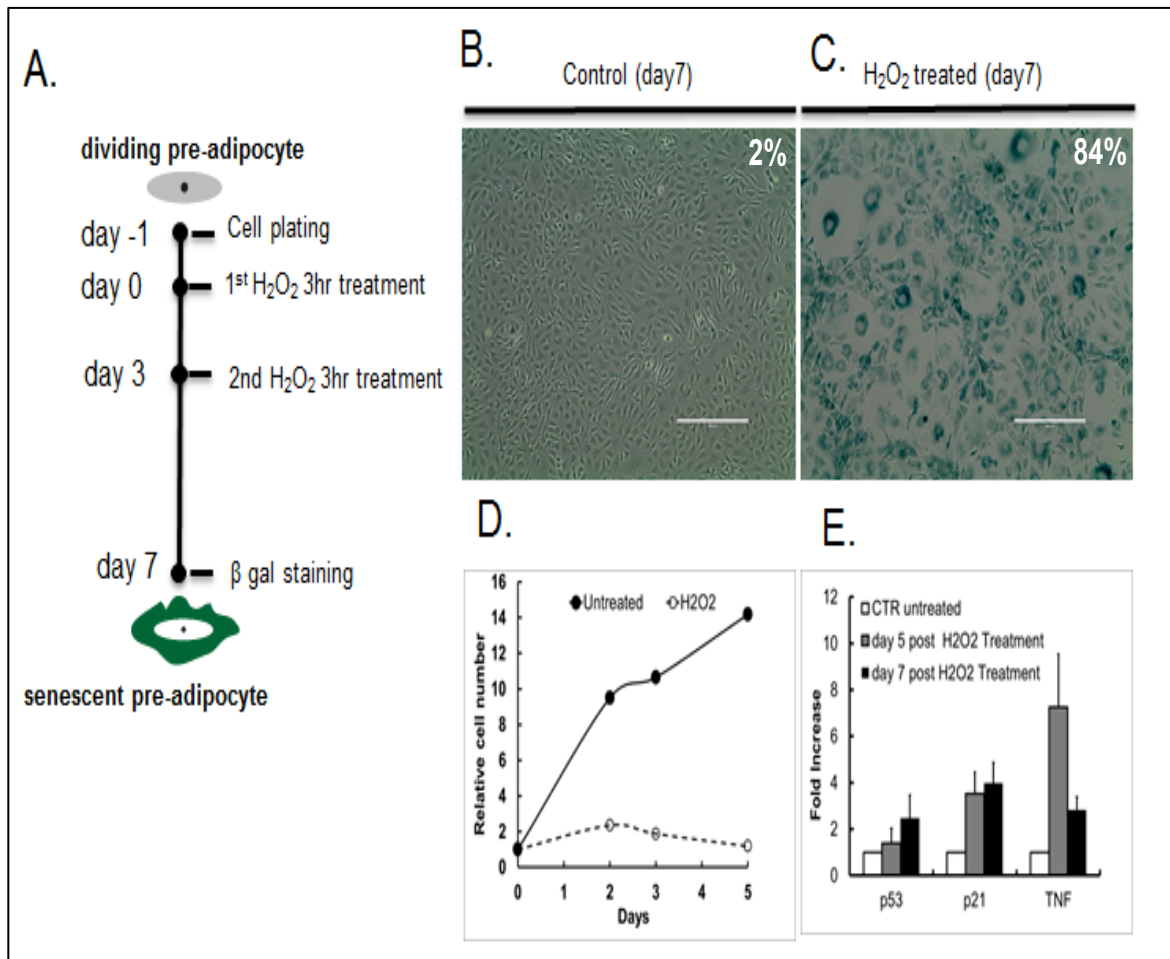 A.
dividing pre-adipocyte
day -1
Cell plating
day 0
1st H2O2 3hr treatment
day 3
2nd H2O2 3hr treatment
day 7
β gal staining
senescent pre-adipocyte
B.
Control (day7)
2%
C.
H₂O₂ treated (day7)
84%
D.
Untreated
H2O2
Relative cell number
16
14
12
10
8
6
4
2
0
0 1 2 3 4 5
Days
E.
CTR untreated
day 5 post H2O2 Treatment
day 7 post H2O2 Treatment
Fold Increase
12
10
8
6
4
2
0
p53 p21 TNF